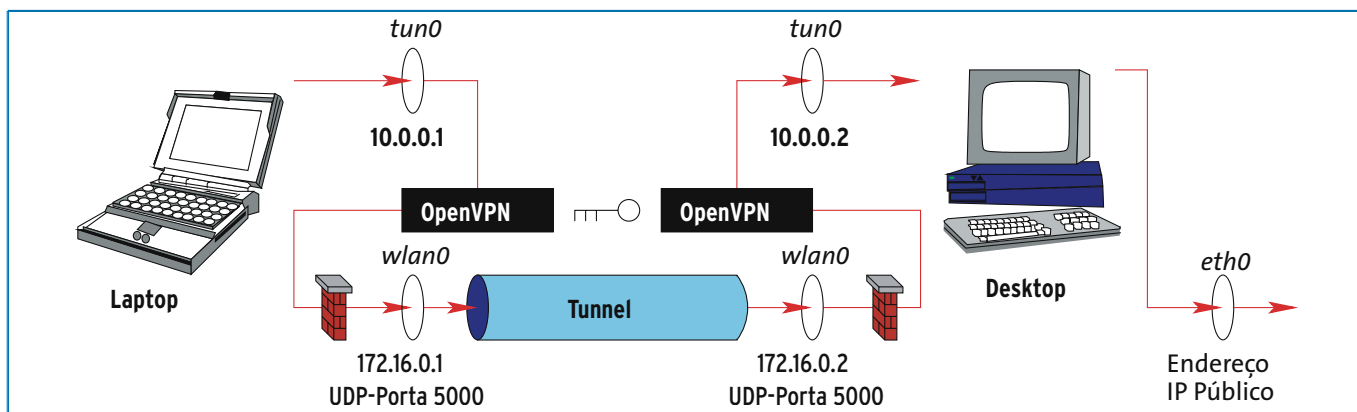 tun0
tun0
10.0.0.1
10.0.0.2
OpenVPN
OpenVPN
wlan0
wlan0
eth0
Laptop
Tunnel
Desktop
172.16.0.1
UDP-Porta 5000
172.16.0.2
UDP-Porta 5000
Endereço
IP Público